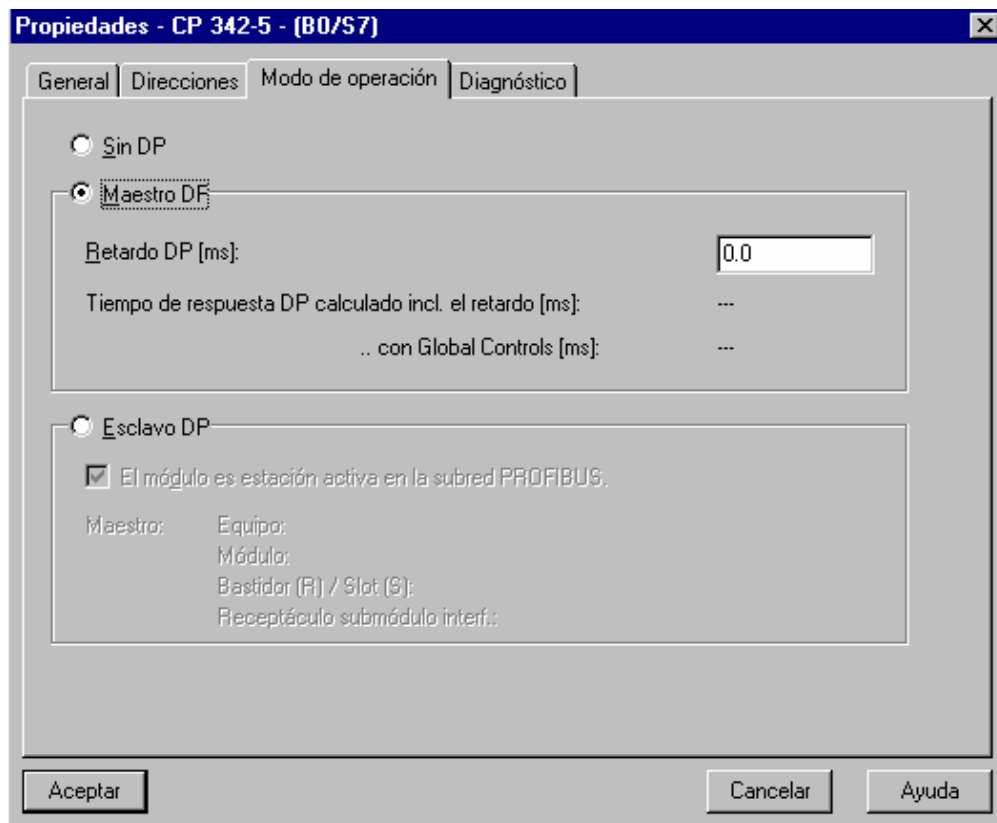 Propiedades - CP 342-5 - (B0/S7)
General Direcciones Modo de operación Diagnóstico
Sin DP
Maestro DP
Retardo DP [ms]: 0.0
Tiempo de respuesta DP calculado incl. el retardo [ms]: ---
.. con Global Controls [ms]: ---
Esclavo DP
El módulo es estación activa en la subred PROFIBUS.
Maestro: Equipo:
Módulo:
Bastidor (R) / Slot (S):
Receptáculo submódulo interf.:
Aceptar Cancelar Ayuda